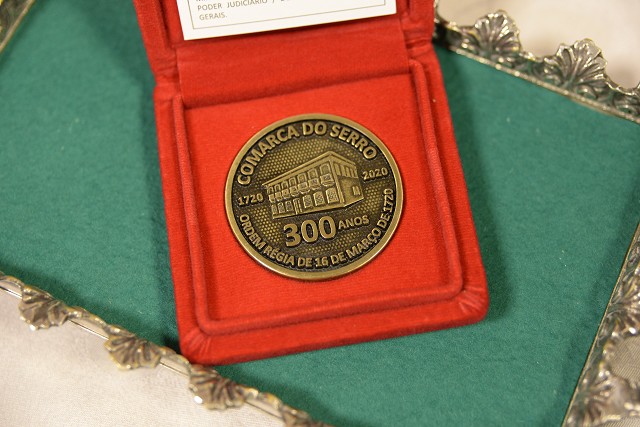 PODER JUDICIÁRIO
GERAIS.
COMARCA DO SERRO
1720 2020
300 ANOS
ORDEM RÉGIA DE 16 DE MARÇO DE 1720